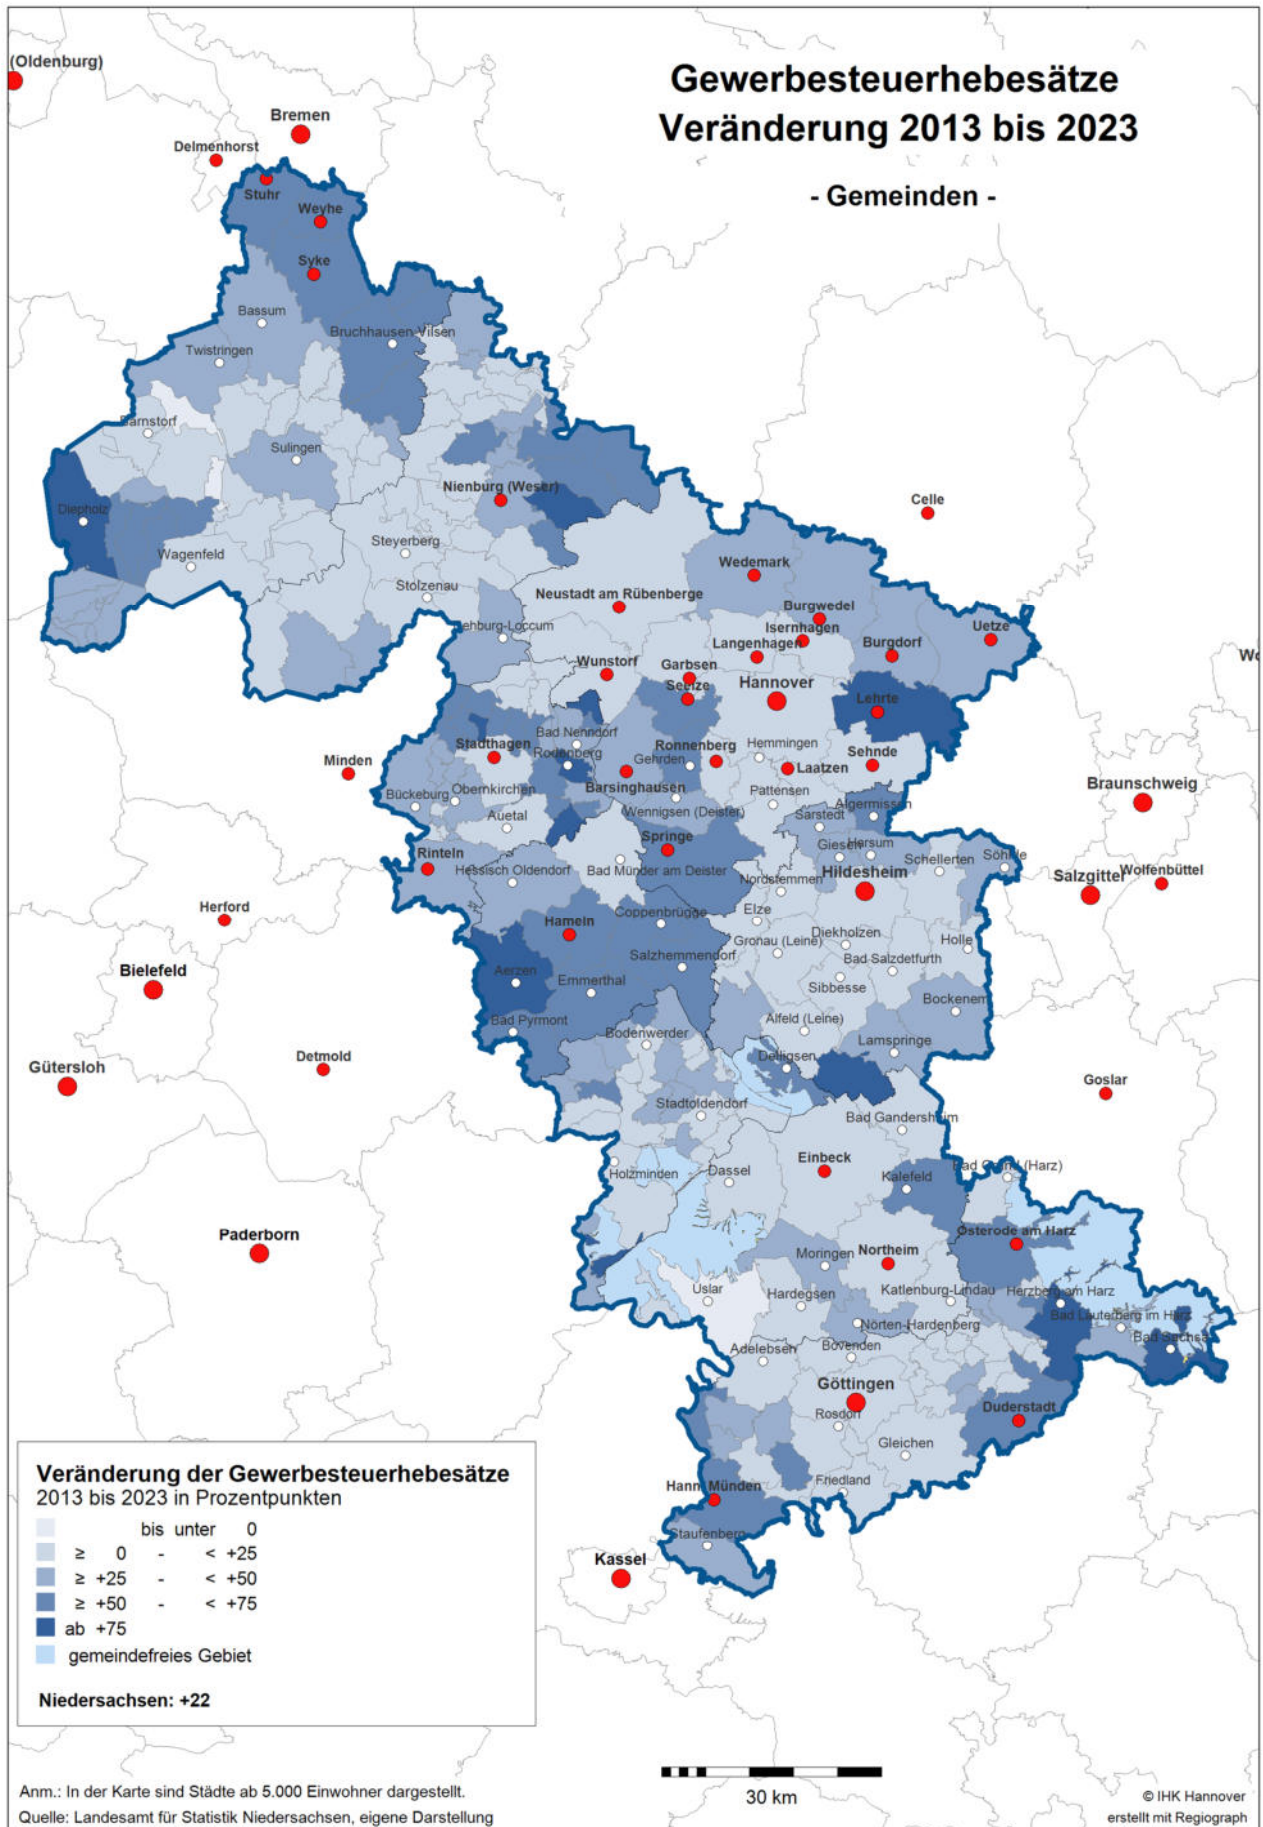 (Oldenburg)
Gewerbesteuerhebesätze
Veränderung 2013 bis 2023
- Gemeinden -
Bremen
Delmenhorst
Stuhr
Weyhe
Syke
Bassum
Bruchhausen-Vilsen
Twistringen
Barnstorf
Sulingen
Nienburg (Weser)
Celle
Diepholz
Steyerberg
Wagenfeld
Wedemark
Stolzenau
Neustadt am Rübenberge
Burgwedel
Isernhagen
Uetze
ehburg-Loccum
Langenhagen
Burgdorf
Wunstorf
Garbsen
Seelze
Hannover
Lehrte
Bad Nenndorf
Stadthagen
Rodenberg
Gehrden
Ronnenberg
Hemmingen
Sehnde
Minden
Laatzen
Barsinghausen
Bückeburg
Obernkirchen
Pattensen
Braunschweig
Wennigsen (Deister)
Algermissen
Auetal
Sarstedt
Springe
Giesen
Harsum
Rinteln
Bad Münder am Deister
Schellerten
Söhlde
Hessisch Oldendorf
Nordstemmen
Hildesheim
Salzgitter
Wolfenbüttel
Herford
Hameln
Coppenbrügge
Elze
Diekholzen
Gronau (Leine)
Holle
Bielefeld
Aerzen
Salzhemmendorf
Bad Salzdetfurth
Emmerthal
Sibbesse
Bockenem
Bad Pyrmont
Bodenwerder
Alfeld (Leine)
Lamspringe
Detmold
Delligsen
Gütersloh
Goslar
Stadtoldendorf
Bad Gandersheim
Einbeck
Holzminden
Dassel
Kalefeld
Bad Grund (Harz)
Paderborn
Osterode am Harz
Moringen
Northeim
Uslar
Hardegsen
Katlenburg-Lindau
Herzberg am Harz
Bad Lauterberg im Harz
Nörten-Hardenberg
Bad Sachsa
Adelebsen
Bovenden
Göttingen
Duderstadt
Rosdorf
Gleichen
Hann. Münden
Friedland
Staufenberg
Kassel
Veränderung der Gewerbesteuerhebesätze
2013 bis 2023 in Prozentpunkten
bis unter 0
≥ 0 - < +25
≥ +25 - < +50
≥ +50 - < +75
ab +75
gemeindefreies Gebiet
Niedersachsen: +22
30 km
Anm.: In der Karte sind Städte ab 5.000 Einwohner dargestellt.
Quelle: Landesamt für Statistik Niedersachsen, eigene Darstellung
© IHK Hannover
erstellt mit Regiograph